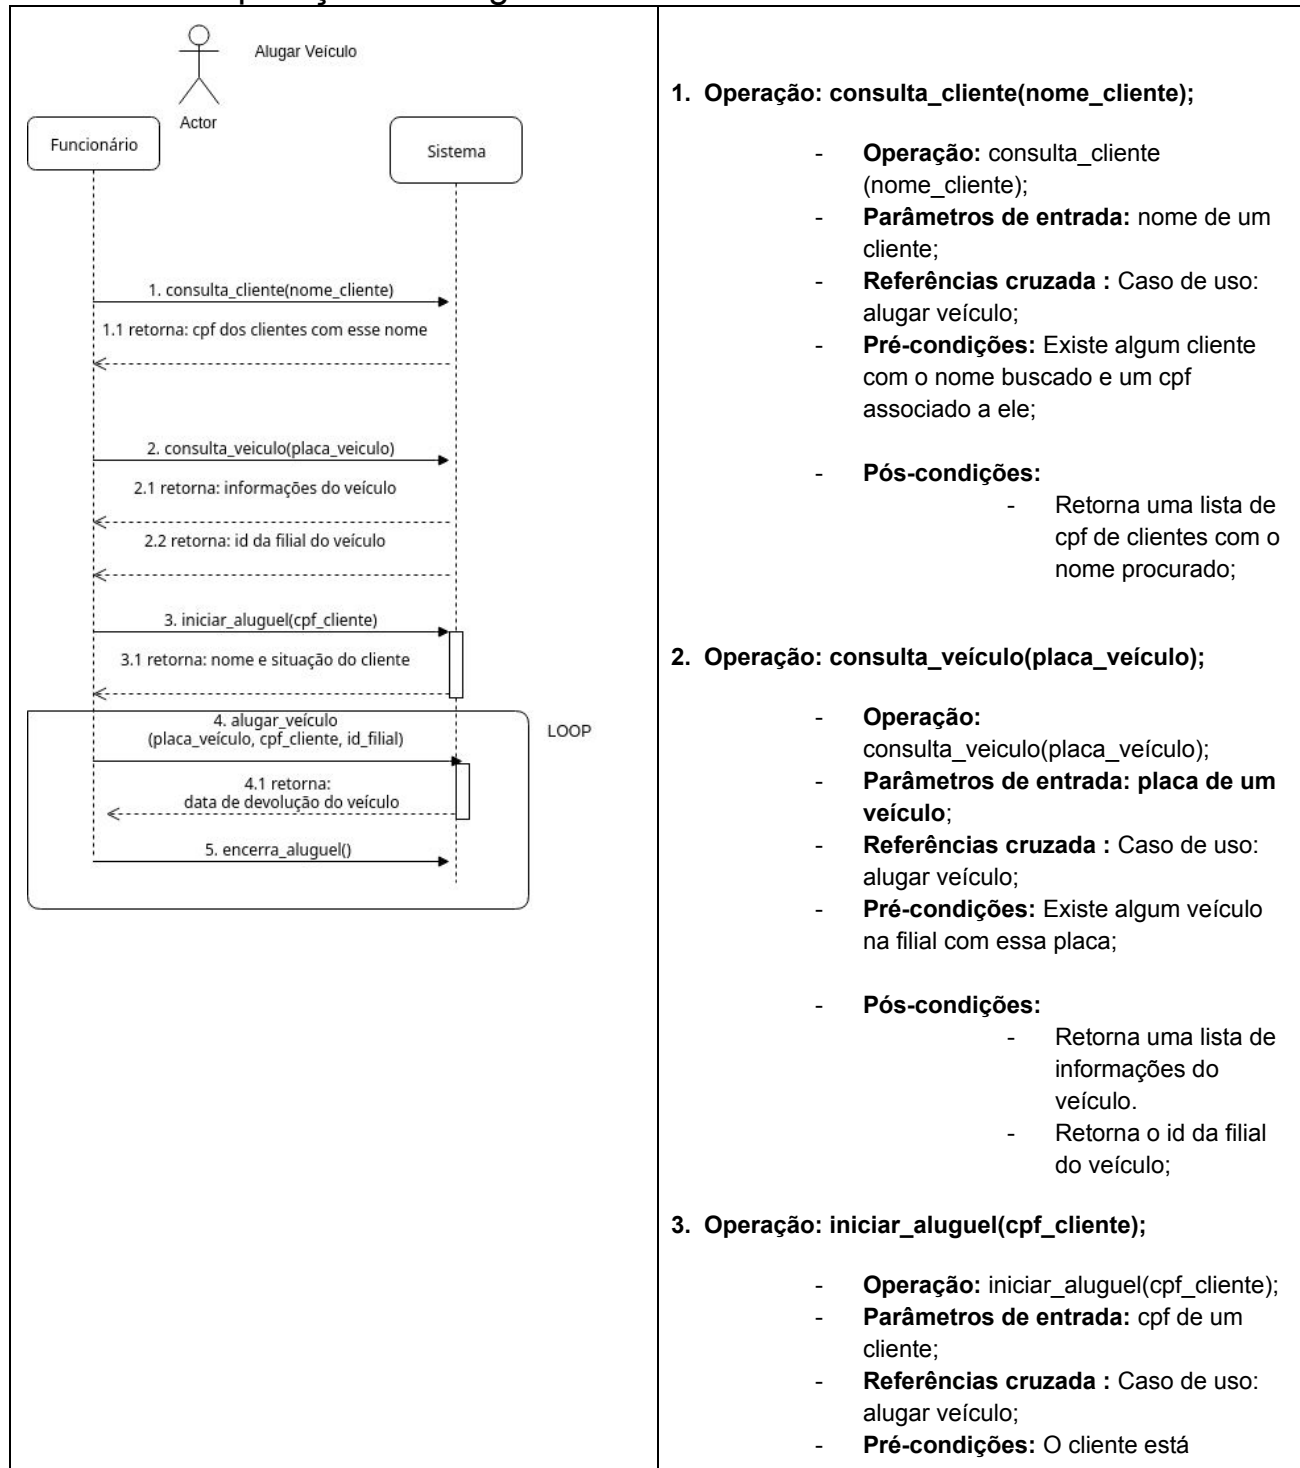 Alugar Veículo
Actor
Funcionário
Sistema
1. consulta_cliente(nome_cliente)
1.1 retorna: cpf dos clientes com esse nome
2. consulta_veiculo(placa_veiculo)
2.1 retorna: informações do veículo
2.2 retorna: id da filial do veículo
3. iniciar_aluguel(cpf_cliente)
3.1 retorna: nome e situação do cliente
4. alugar_veículo
(placa_veículo, cpf_cliente, id_filial)
LOOP
4.1 retorna:
data de devolução do veículo
5. encerra_aluguel()
1. Operação: consulta_cliente(nome_cliente);
- Operação: consulta_cliente
(nome_cliente);
- Parâmetros de entrada: nome de um
cliente;
- Referências cruzada : Caso de uso:
alugar veículo;
- Pré-condições: Existe algum cliente
com o nome buscado e um cpf
associado a ele;
- Pós-condições:
- Retorna uma lista de
cpf de clientes com o
nome procurado;
2. Operação: consulta_veículo(placa_veículo);
- Operação:
consulta_veiculo(placa_veículo);
- Parâmetros de entrada: placa de um
veículo;
- Referências cruzada : Caso de uso:
alugar veículo;
- Pré-condições: Existe algum veículo
na filial com essa placa;
- Pós-condições:
- Retorna uma lista de
informações do
veículo.
- Retorna o id da filial
do veículo;
3. Operação: iniciar_aluguel(cpf_cliente);
- Operação: iniciar_aluguel(cpf_cliente);
- Parâmetros de entrada: cpf de um
cliente;
- Referências cruzada : Caso de uso:
alugar veículo;
- Pré-condições: O cliente está